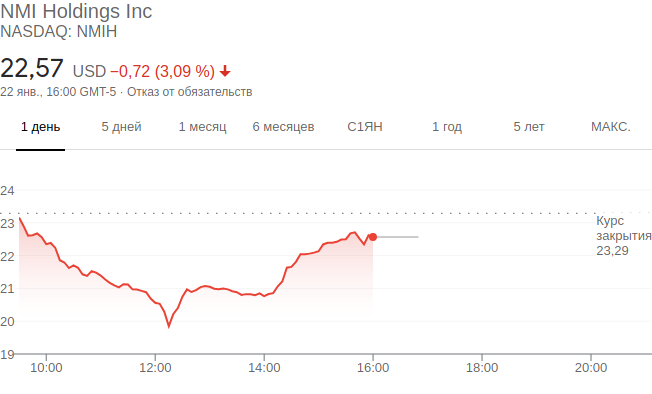 NMI Holdings Inc
NASDAQ: NMIH
22,57 USD −0,72 (3,09 %)
22 янв., 16:00 GMT-5 · Отказ от обязательств
1 день 5 дней 1 месяц 6 месяцев С1ЯН 1 год 5 лет МАКС.
24
23
22
21
20
19
Курс
закрытия
23,29
10:00 12:00 14:00 16:00 18:00 20:00